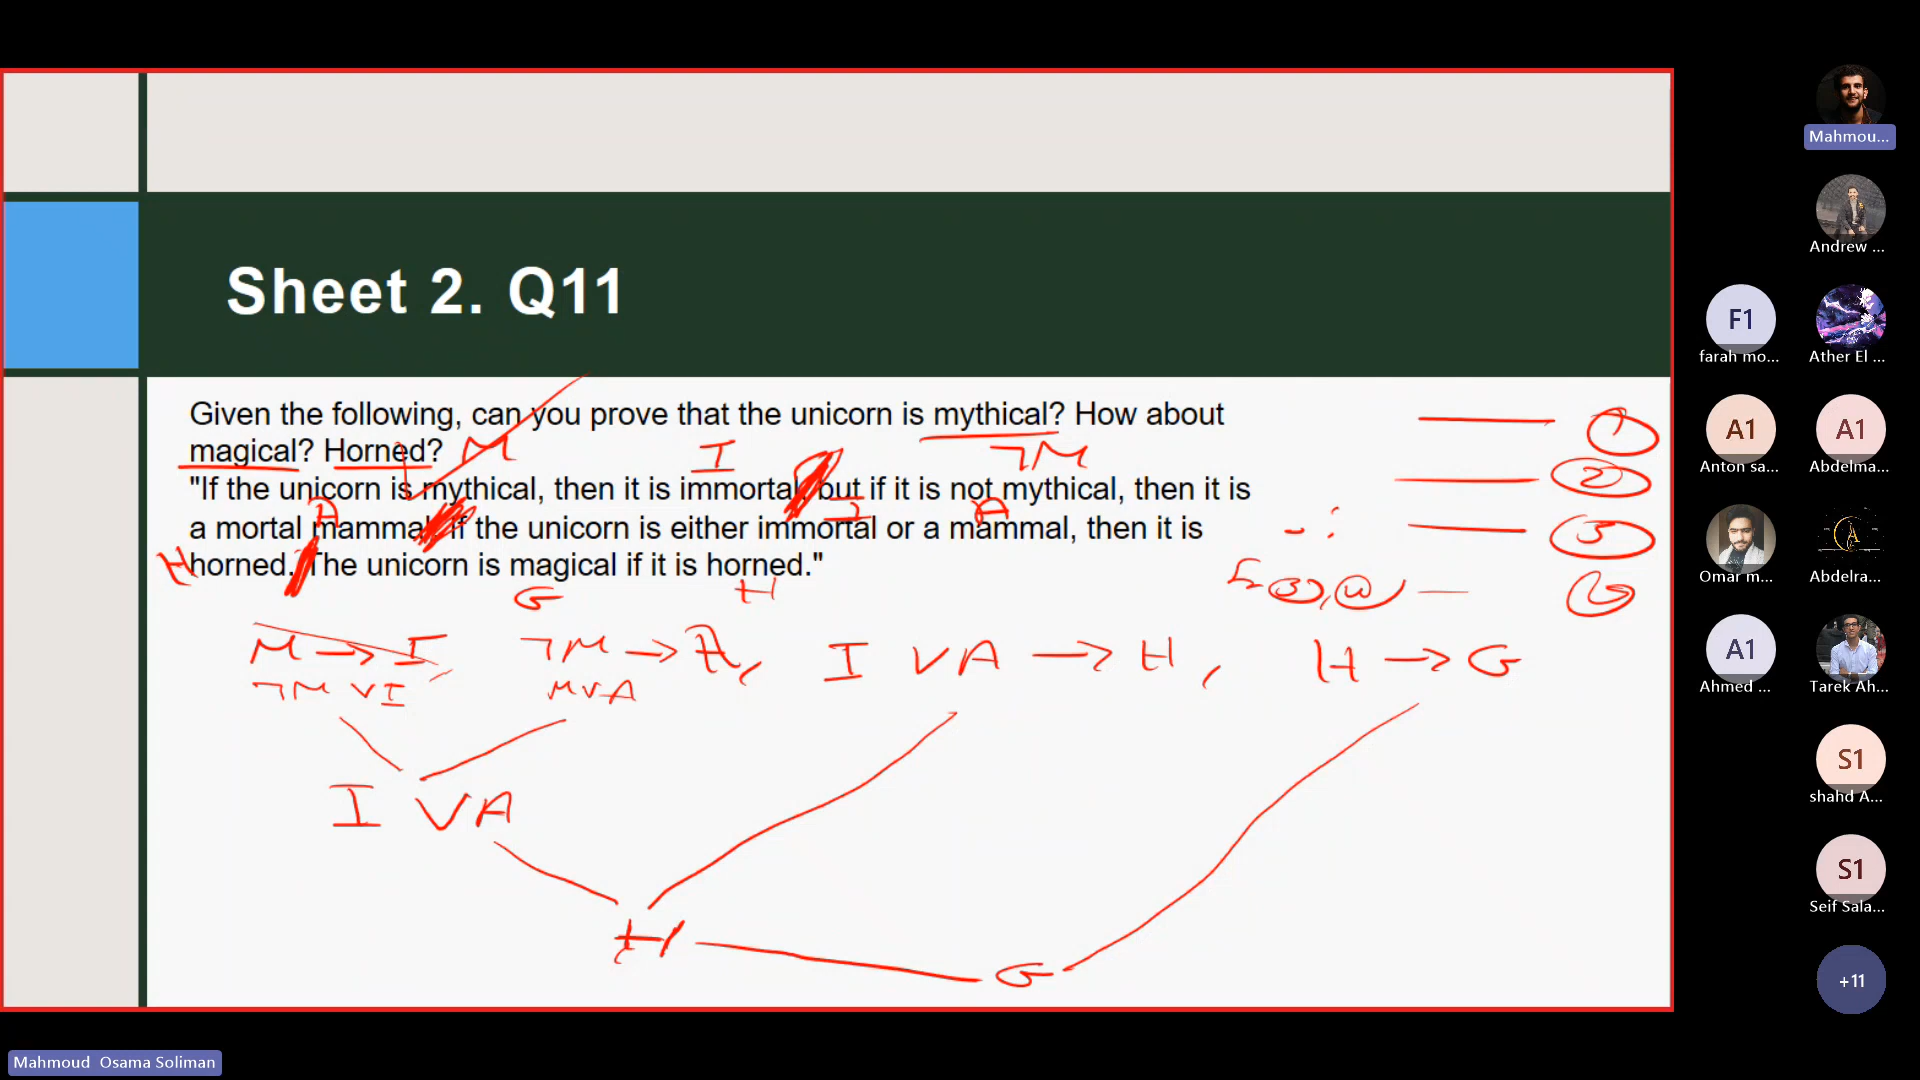 Sheet 2. Q11
Given the following, can you prove that the unicorn is mythical? How about
magical? Horned?
M I ¬M
"If the unicorn is mythical, then it is immortal, but if it is not mythical, then it is
A I A
a mortal mammal. If the unicorn is either immortal or a mammal, then it is
H
horned. The unicorn is magical if it is horned."
G H
M → I, ¬M → A, I V A → H, H → G
¬M V I M V A
I V A
H
G
1
2
3
Mahmou...
Andrew ...
F1
farah mo...
Ather El ...
A1
Anton sa...
A1
Abdelma...
Omar m...
Abdelra...
A1
Ahmed ...
Tarek Ah...
S1
shahd A...
S1
Seif Sala...
+11
Mahmoud Osama Soliman